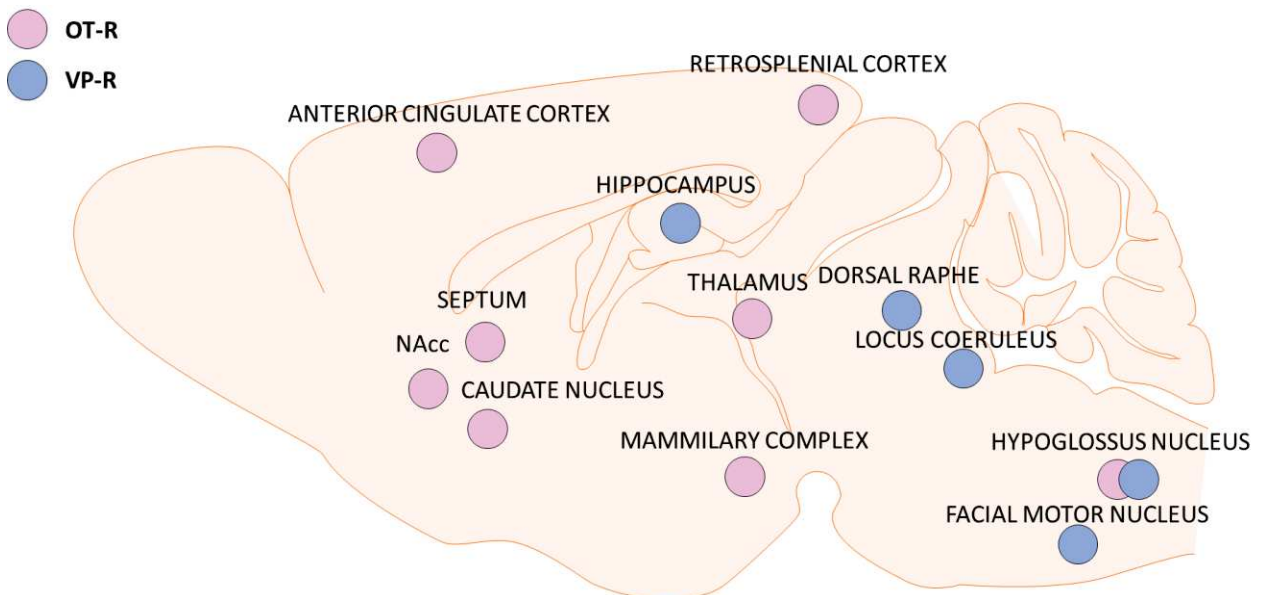 OT-R
VP-R
RETROSPLENIAL CORTEX
ANTERIOR CINGULATE CORTEX
HIPPOCAMPUS
THALAMUS
DORSAL RAPHE
SEPTUM
LOCUS COERULEUS
NAcc
CAUDATE NUCLEUS
MAMMILARY COMPLEX
HYPOGLOSSUS NUCLEUS
FACIAL MOTOR NUCLEUS